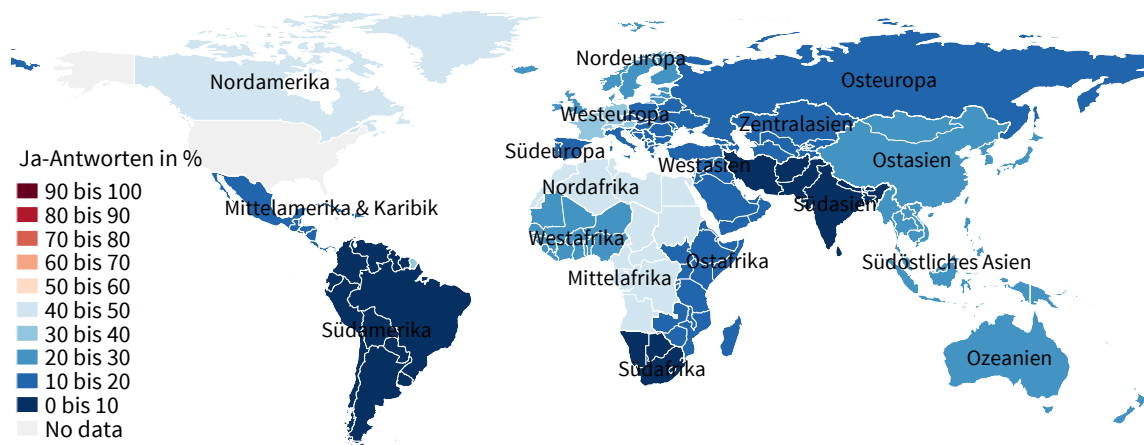 Nordamerika
Nordeuropa
Osteuropa
Westeuropa
Zentralasien
Südeuropa
Westasien
Ostasien
Nordafrika
Südasien
Mittelamerika & Karibik
Westafrika
Ostafrika
Südöstliches Asien
Mittelafrika
Südamerika
Südafrika
Ozeanien
Ja-Antworten in %
90 bis 100
80 bis 90
70 bis 80
60 bis 70
50 bis 60
40 bis 50
30 bis 40
20 bis 30
10 bis 20
0 bis 10
No data